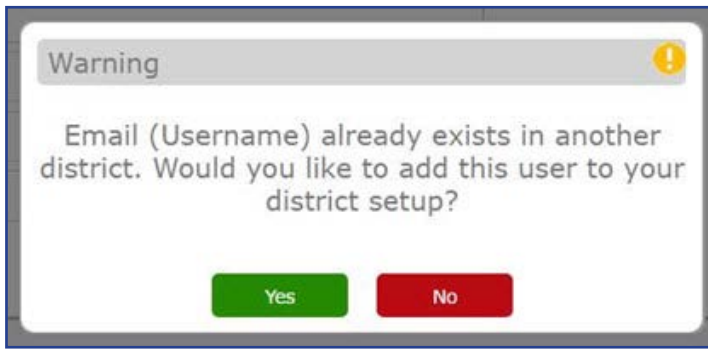 Warning
Email (Username) already exists in another
district. Would you like to add this user to your
district setup?
Yes
No